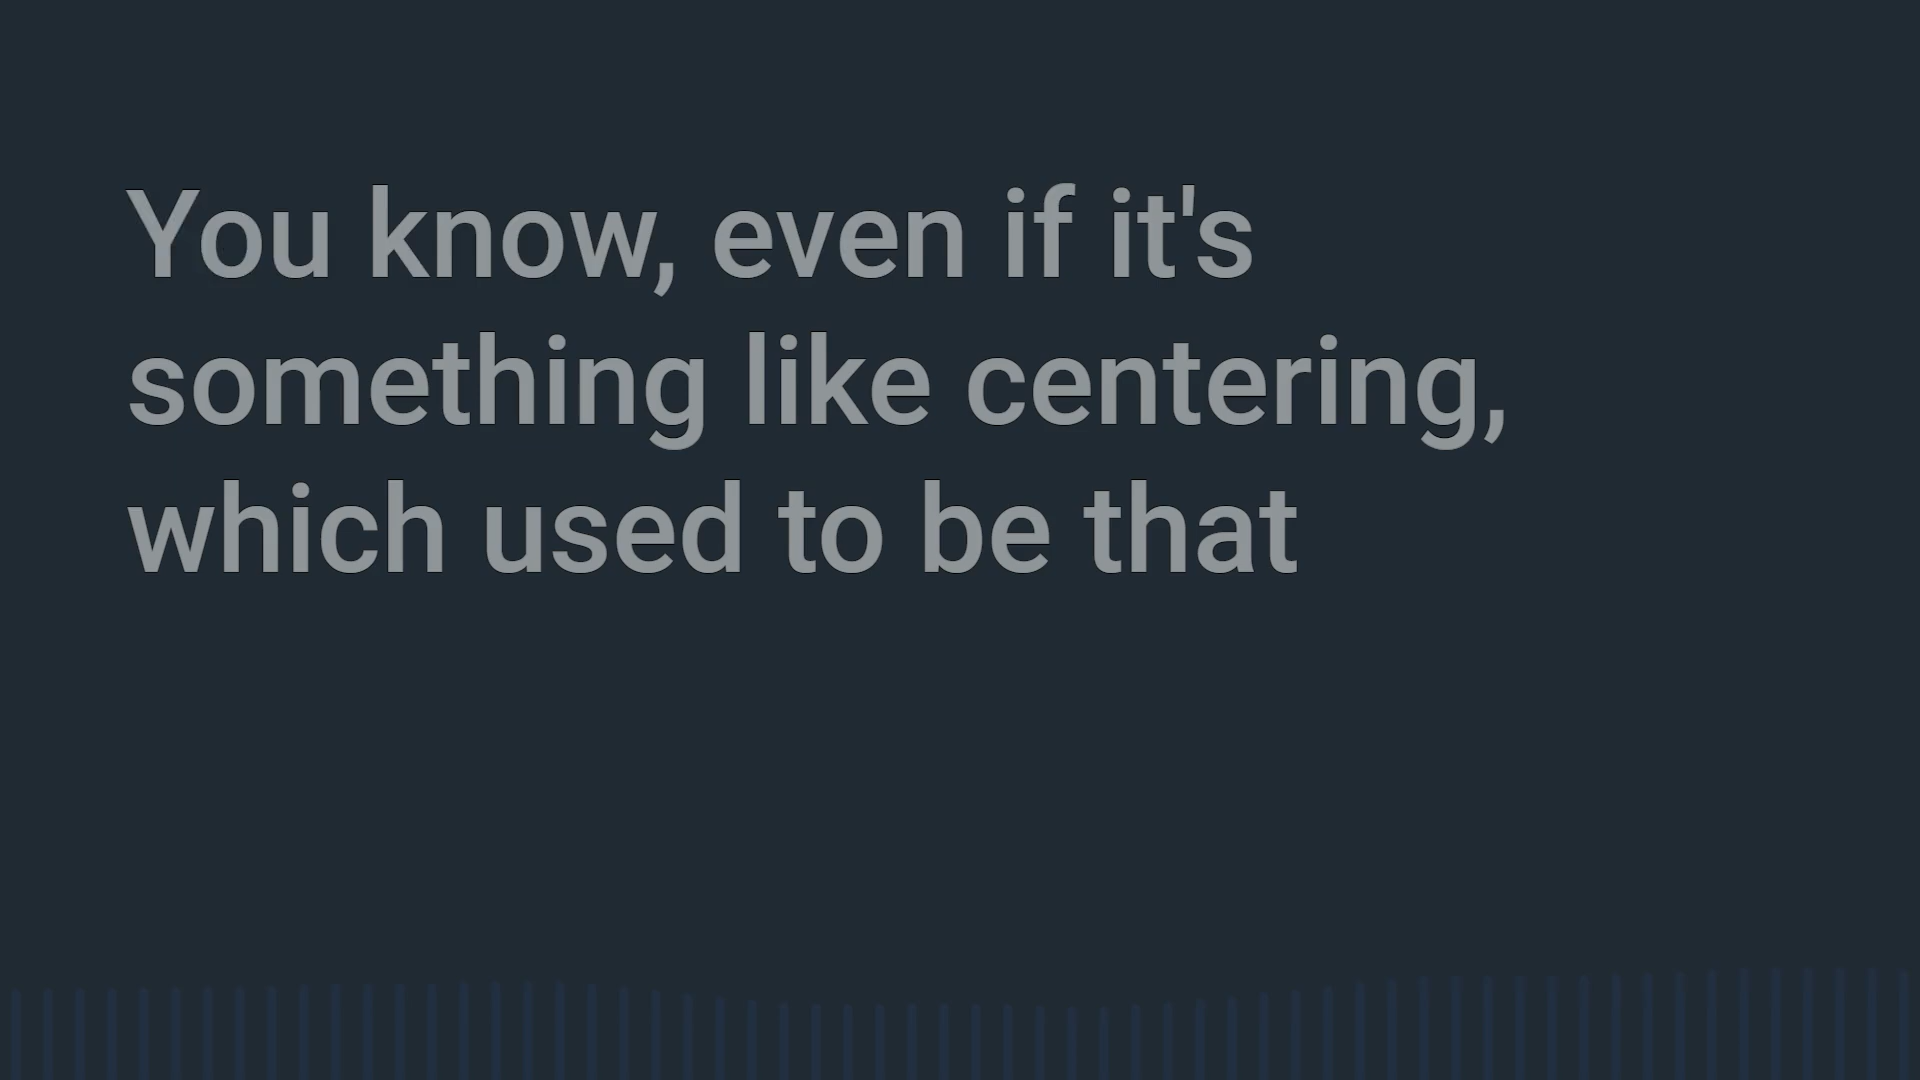 You know, even if it's
something like centering,
which used to be that